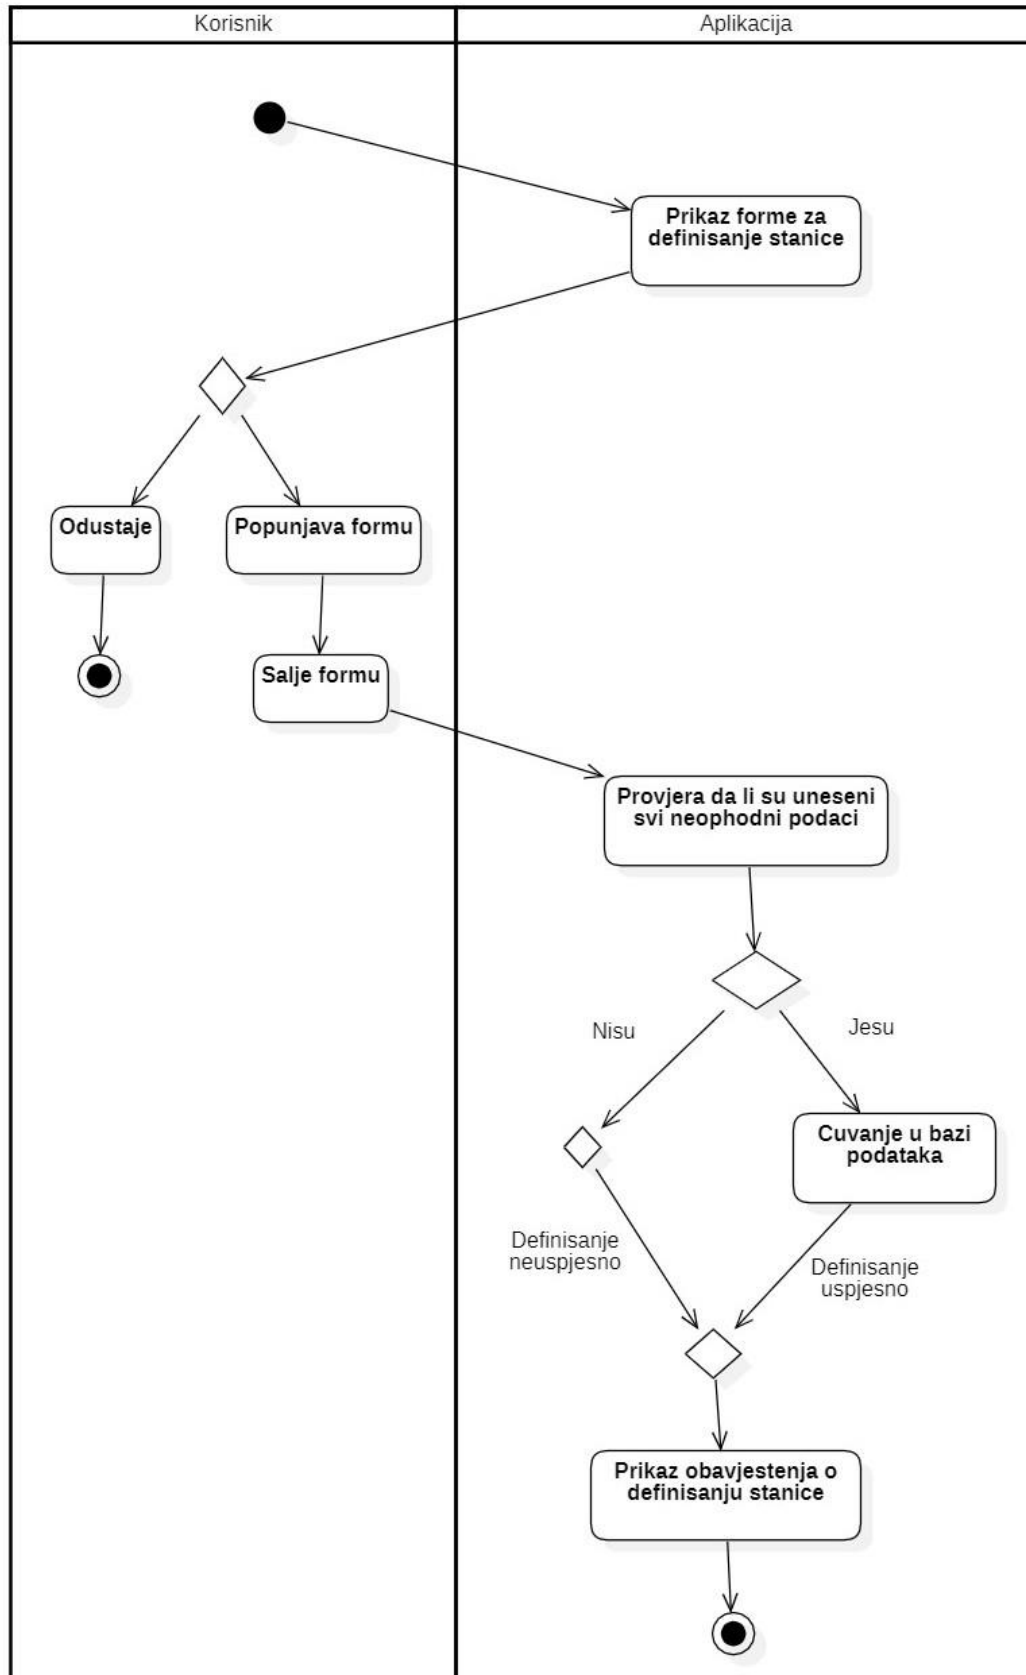 Korisnik
Aplikacija
Prikaz forme za
definisanje stanice
Odustaje
Popunjava formu
Salje formu
Provjera da li su uneseni
svi neophodni podaci
Nisu
Jesu
Cuvanje u bazi
podataka
Definisanje
neuspjesno
Definisanje
uspjesno
Prikaz obavjestenja o
definisanju stanice